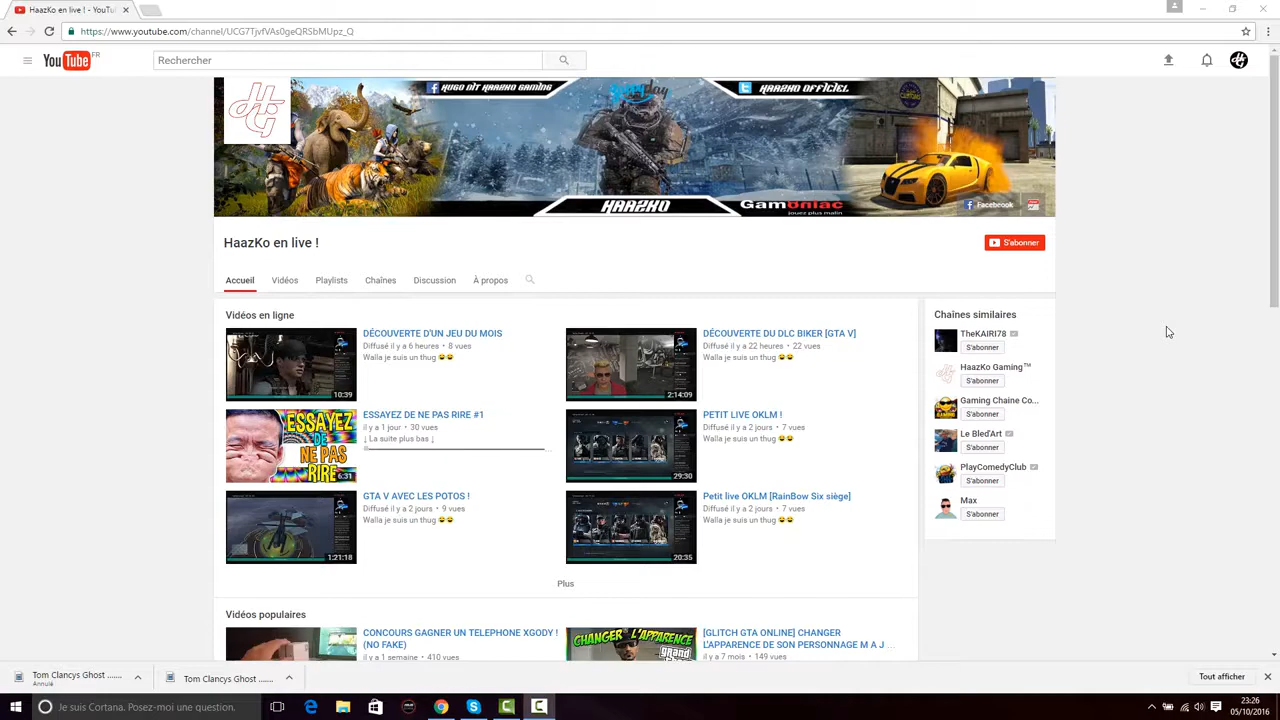 HaazKo en live ! - YouTu
https://www.youtube.com/channel/UCG7TjvfVAs0geQRSbMUpz_Q
YouTube FR
Rechercher
HUGO NIT HAAZKO GAMING
HAAZKO OFFICIEL
HAAZKO
Gamoniac
jouez plus malin
Facebook
HaazKo en live !
S'abonner
Accueil Vidéos Playlists Chaînes Discussion À propos
Vidéos en ligne
DÉCOUVERTE D'UN JEU DU MOIS
Diffusé il y a 6 heures • 8 vues
Walla je suis un thug
10:39
DÉCOUVERTE DU DLC BIKER [GTA V]
Diffusé il y a 22 heures • 22 vues
Walla je suis un thug
2:14:09
ESSAYEZ DE NE PAS RIRE
6:31
ESSAYEZ DE NE PAS RIRE #1
il y a 1 jour • 30 vues
↓ La suite plus bas ↓
PETIT LIVE OKLM !
Diffusé il y a 2 jours • 7 vues
Walla je suis un thug
29:30
GTA V AVEC LES POTOS !
Diffusé il y a 2 jours • 9 vues
Walla je suis un thug
1:21:18
Petit live OKLM [RainBow Six siège]
Diffusé il y a 2 jours • 7 vues
Walla je suis un thug
20:35
Plus
Vidéos populaires
CONCOURS GAGNER UN TELEPHONE XGODY !
(NO FAKE)
il y a 1 semaine • 410 vues
CHANGER L'APPARENCE
[GLITCH GTA ONLINE] CHANGER
L'APPARENCE DE SON PERSONNAGE M A J ...
il y a 7 mois • 149 vues
Chaînes similaires
TheKAIRI78
S'abonner
HaazKo Gaming™
S'abonner
Gaming Chaine Co...
S'abonner
Le Bled'Art
S'abonner
PlayComedyClub
S'abonner
Max
S'abonner
Tom Clancys Ghost ......
Annulé
Tom Clancys Ghost ......
Tout afficher
Je suis Cortana. Posez-moi une question.
23:26
05/10/2016